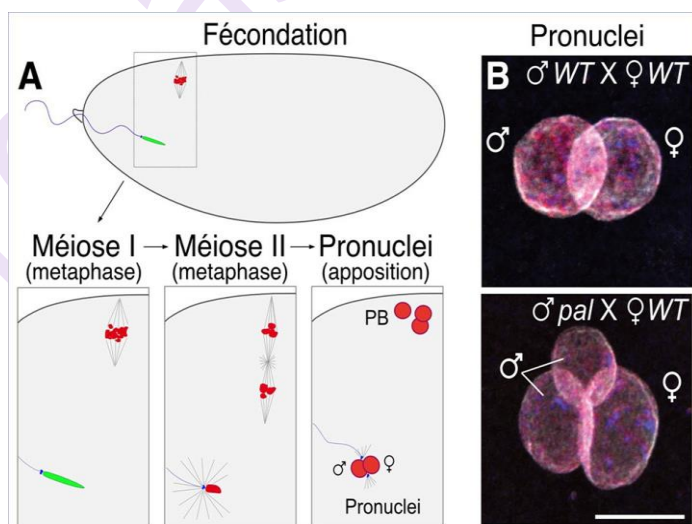 Fécondation
A
Méiose I
(metaphase)
Méiose II
(metaphase)
Pronuclei
(apposition)
PB
♂ ♀
Pronuclei
Pronuclei
B ♂ WT X ♀ WT
♂ ♀
♂ pal X ♀ WT
♂ ♀